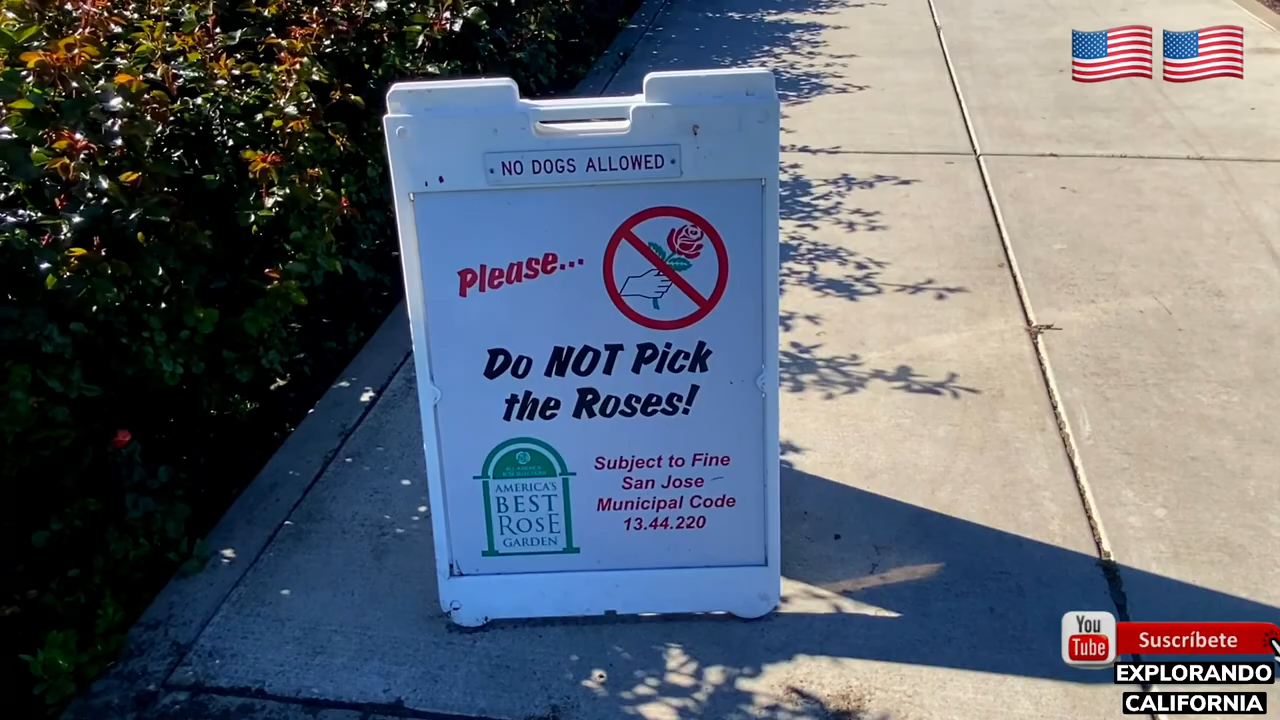 NO DOGS ALLOWED
Please...
Do NOT Pick
the Roses!
AMERICA'S
BEST
ROSE
GARDEN
Subject to Fine
San Jose
Municipal Code
13.44.220
You
Tube
Suscríbete
EXPLORANDO
CALIFORNIA